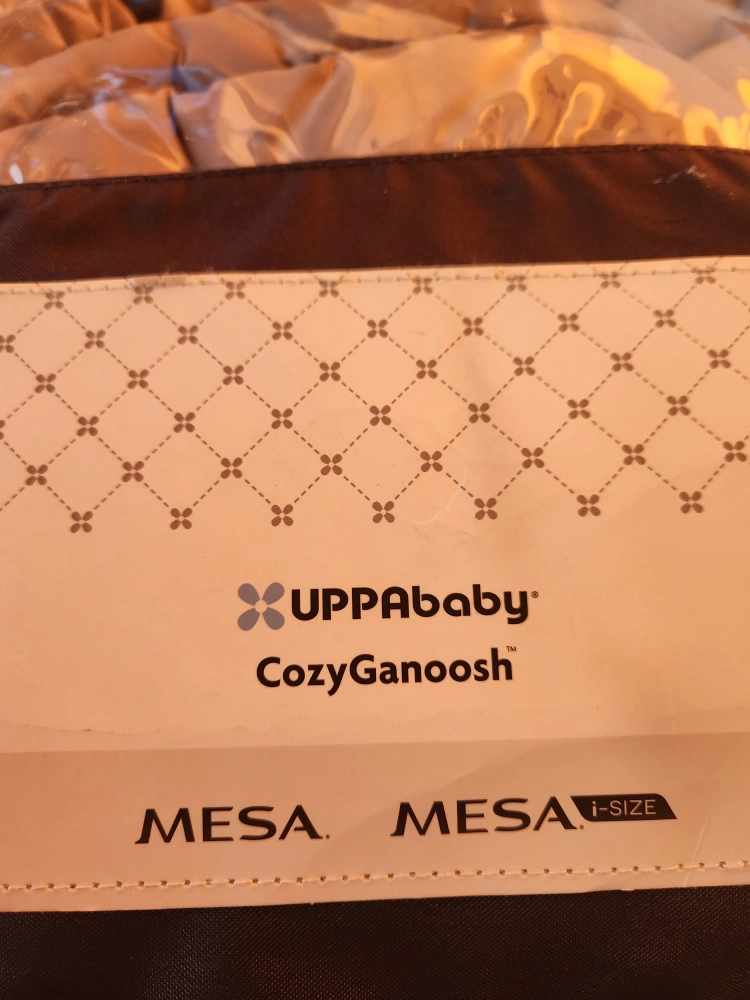 UPPAbaby®
CozyGanoosh™
MESA. MESA. i-SIZE